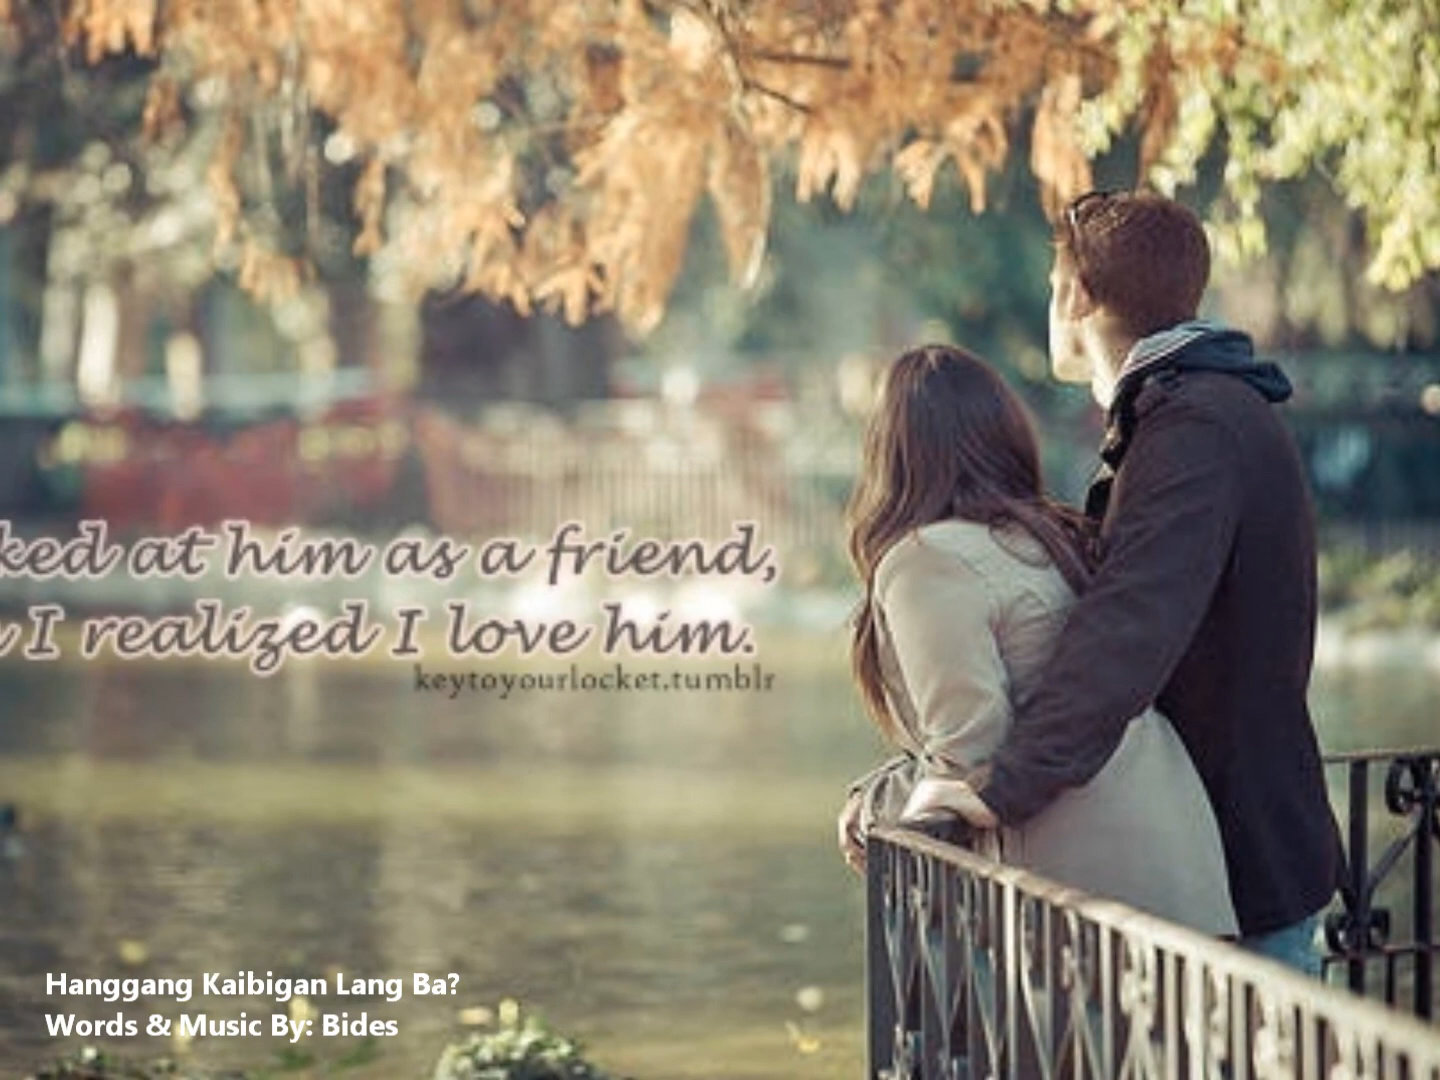 ked at him as a friend,
I realized I love him.
keytoyourlocket.tumblr
Hanggang Kaibigan Lang Ba?
Words & Music By: Bides